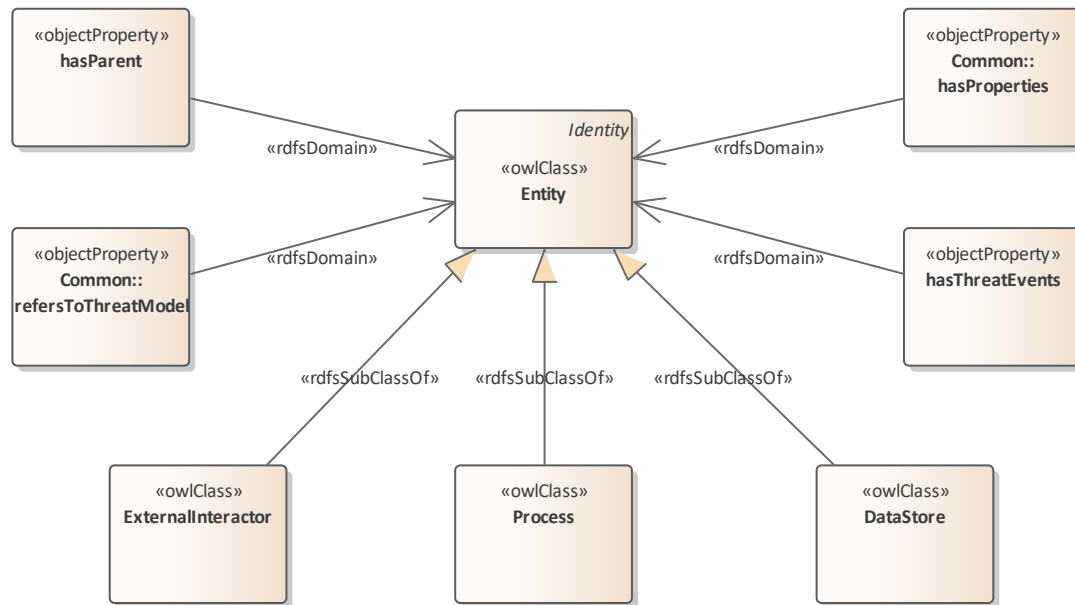 «objectProperty»
hasParent
«objectProperty»
Common::
hasProperties
Identity
«owlClass»
Entity
«rdfsDomain»
«rdfsDomain»
«objectProperty»
Common::
refersToThreatModel
«rdfsDomain»
«rdfsDomain»
«objectProperty»
hasThreatEvents
«rdfsSubClassOf»
«rdfsSubClassOf»
«rdfsSubClassOf»
«owlClass»
ExternalInteractor
«owlClass»
Process
«owlClass»
DataStore